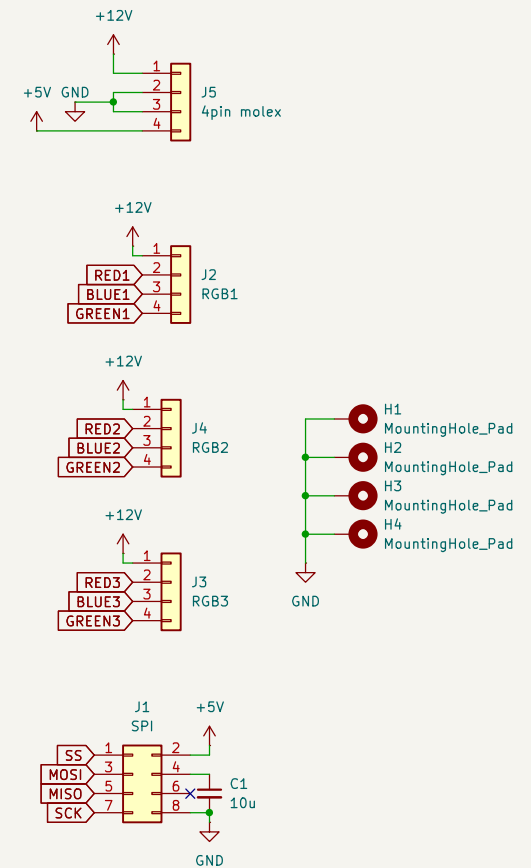 +12V
1
2
3
4
J5
4pin molex
+5V GND
+12V
1
2
3
4
RED1
BLUE1
GREEN1
J2
RGB1
+12V
1
2
3
4
RED2
BLUE2
GREEN2
J4
RGB2
H1
MountingHole_Pad
H2
MountingHole_Pad
H3
MountingHole_Pad
H4
MountingHole_Pad
GND
+12V
1
2
3
4
RED3
BLUE3
GREEN3
J3
RGB3
J1
SPI
+5V
SS 1 2
MOSI 3 4
MISO 5 6
SCK 7 8
C1
10u
GND